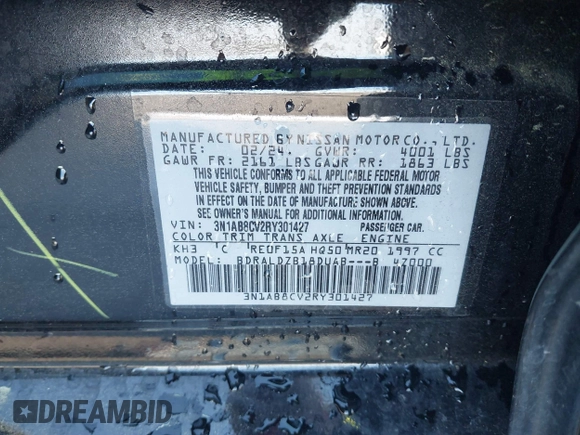 MANUFACTURED BY NISSAN MOTOR CO., LTD.
DATE: 02/24. GVWR: 4001 LBS
GAWR FR: 2161 LBS GAWR RR: 1863 LBS
THIS VEHICLE CONFORMS TO ALL APPLICABLE FEDERAL MOTOR
VEHICLE SAFETY, BUMPER AND THEFT PREVENTION STANDARDS
IN EFFECT ON THE DATE OF MANUFACTURE SHOWN ABOVE.
SEE OWNER'S MANUAL FOR ADDITIONAL INFORMATION.
VIN: 3N1AB8CV2RY301427 PASSENGER CAR.
COLOR TRIM TRANS AXLE ENGINE
KH3 C RE0F15A HQ50 MR20 1997 CC
MODEL: BDRALDZB18DUA8---B
3N1AB8CV2RY301427
DREAMBID